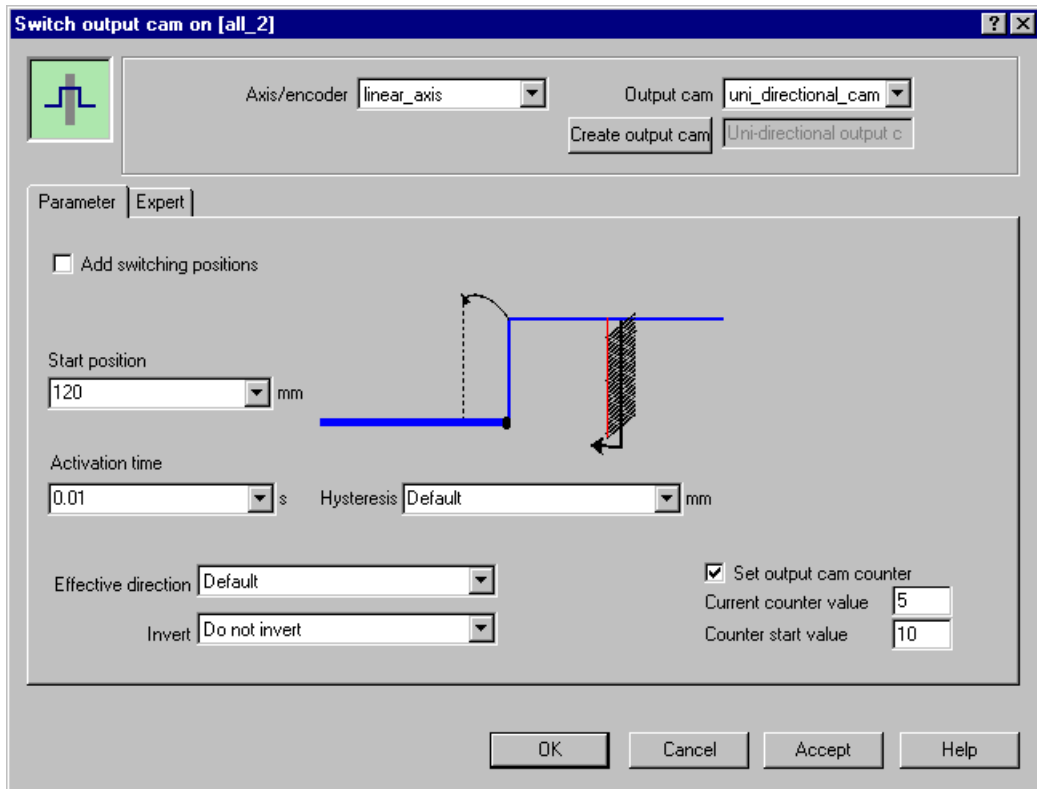 Switch output cam on [all_2]
Axis/encoder linear_axis Output cam uni_directional_cam
Create output cam Uni-directional output c
Parameter Expert
Add switching positions
Start position
120 mm
Activation time
0.01 s Hysteresis Default mm
Effective direction Default
Invert Do not invert
Set output cam counter
Current counter value 5
Counter start value 10
OK Cancel Accept Help